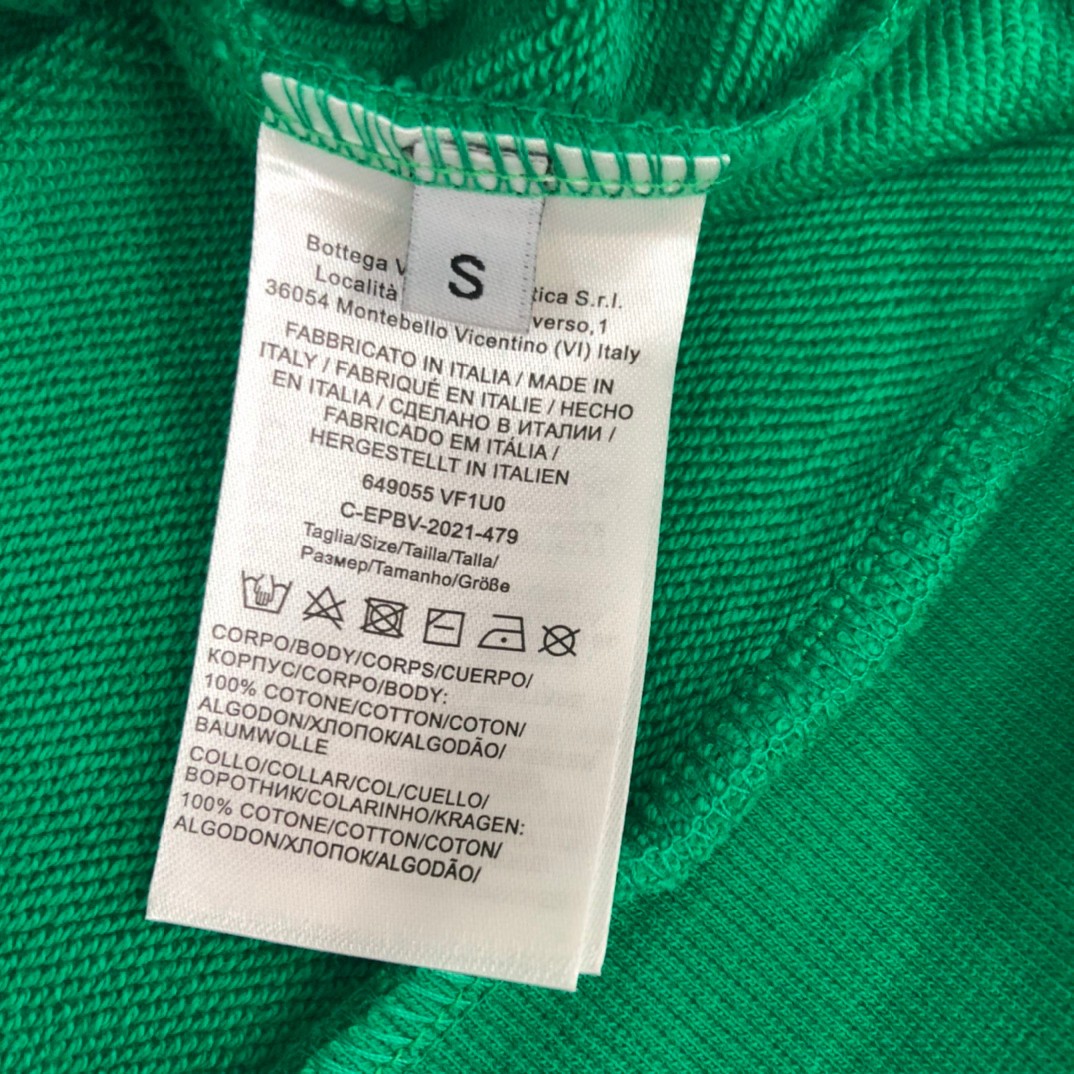 Bottega V
S
Località
tica S.r.l.
verso,1
36054 Montebello Vicentino (VI) Italy
FABBRICATO IN ITALIA / MADE IN
ITALY / FABRIQUÉ EN ITALIE / HECHO
EN ITALIA / СДЕЛАНО В ИТАЛИИ /
FABRICADO EM ITÁLIA /
HERGESTELLT IN ITALIEN
649055 VF1U0
C-EPBV-2021-479
Taglia/Size/Tailla/Talla/
Размер/Tamanho/Größe
CORPO/BODY/CORPS/CUERPO/
КОРПУС/CORPO/BODY:
100% COTONE/COTTON/COTON/
ALGODON/ХЛОПОК/ALGODÃO/
BAUMWOLLE
COLLO/COLLAR/COL/CUELLO/
ВОРОТНИК/COLARINHO/KRAGEN:
100% COTONE/COTTON/COTON/
ALGODON/ХЛОПОК/ALGODÃO/